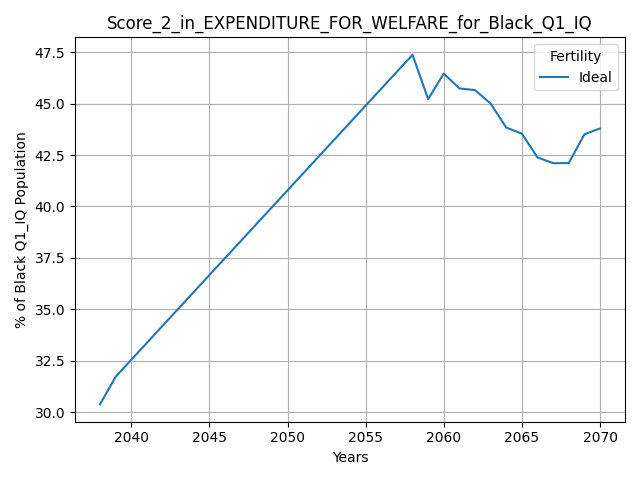 Score_2_in_EXPENDITURE_FOR_WELFARE_for_Black_Q1_IQ
Fertility
Ideal
47.5
45.0
42.5
40.0
37.5
35.0
32.5
30.0
% of Black Q1_IQ Population
2040 2045 2050 2055 2060 2065 2070
Years